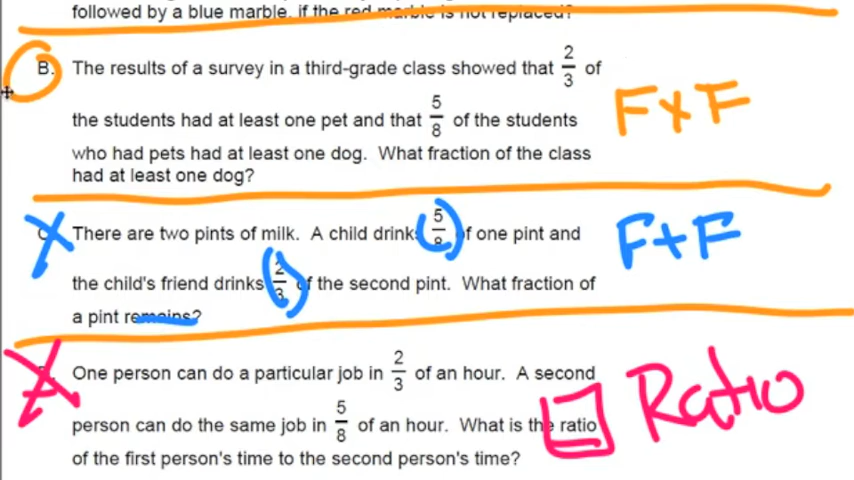 followed by a blue marble, if the red marble is not replaced?
B. The results of a survey in a third-grade class showed that 2/3 of
the students had at least one pet and that 5/8 of the students
who had pets had at least one dog. What fraction of the class
had at least one dog?
F x F
There are two pints of milk. A child drinks 5/8 of one pint and
the child's friend drinks 2/3 of the second pint. What fraction of
a pint remains?
F + F
One person can do a particular job in 2/3 of an hour. A second
person can do the same job in 5/8 of an hour. What is the ratio
of the first person's time to the second person's time?
Ratio